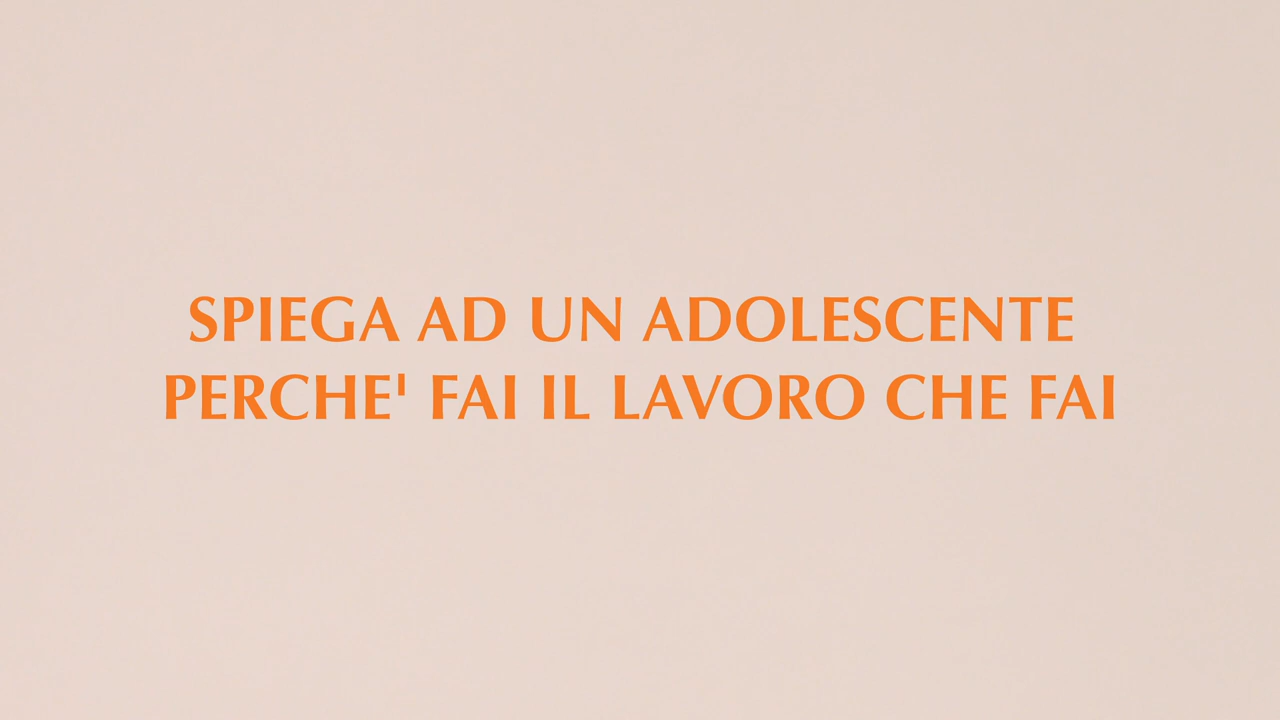 SPIEGA AD UN ADOLESCENTE
PERCHE' FAI IL LAVORO CHE FAI